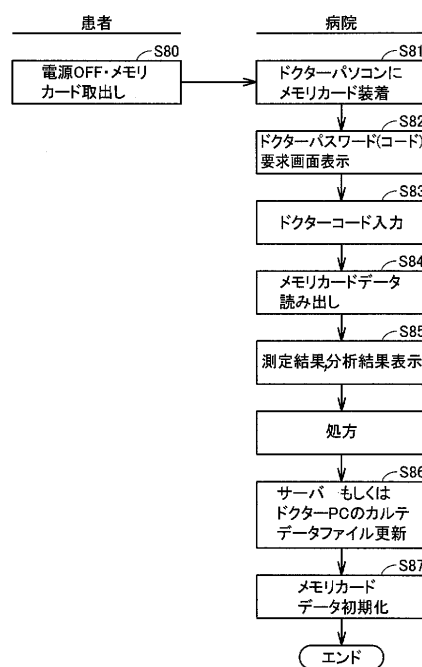 患者
病院
S80
電源OFF・メモリ
カード取出し
S81
ドクターパソコンに
メモリカード装着
S82
ドクターパスワード(コード)
要求画面表示
S83
ドクターコード入力
S84
メモリカードデータ
読み出し
S85
測定結果,分析結果表示
処方
S86
サーバ もしくは
ドクターPCのカルテ
データファイル更新
S87
メモリカード
データ初期化
エンド